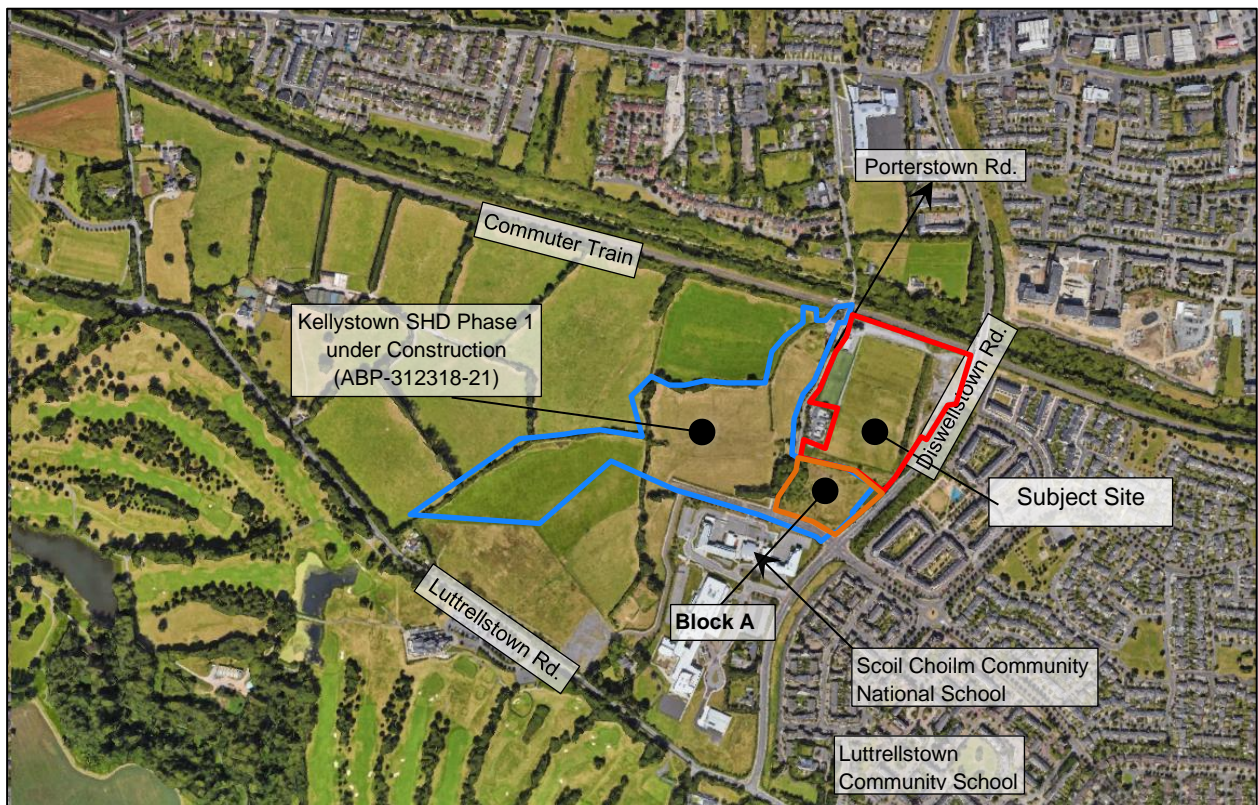 Porterstown Rd.
Commuter Train
Kellystown SHD Phase 1
under Construction
(ABP-312318-21)
Diswellstown Rd.
Subject Site
Luttrellstown Rd.
Block A
Scoil Choilm Community
National School
Luttrellstown
Community School